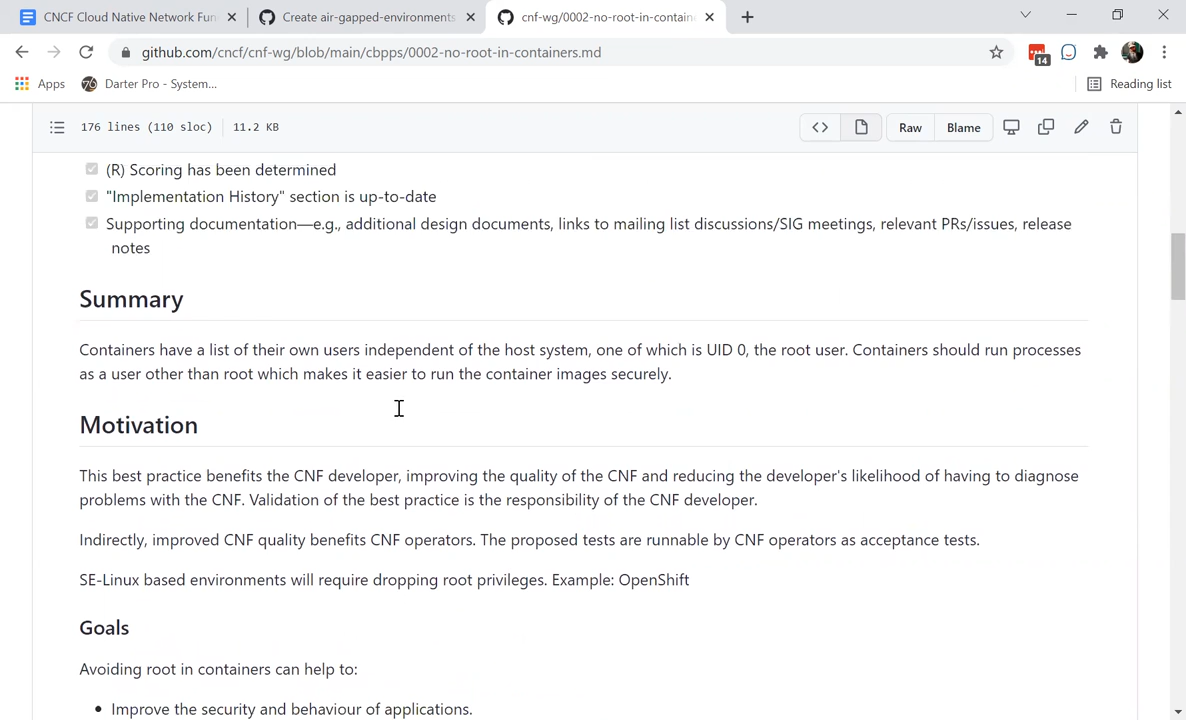 CNCF Cloud Native Network Fun
Create air-gapped-environments
cnf-wg/0002-no-root-in-contain
github.com/cncf/cnf-wg/blob/main/cbpps/0002-no-root-in-containers.md
14
Apps
Darter Pro - System...
Reading list
176 lines (110 sloc)
11.2 KB
Raw
Blame
(R) Scoring has been determined
"Implementation History" section is up-to-date
Supporting documentation—e.g., additional design documents, links to mailing list discussions/SIG meetings, relevant PRs/issues, release
notes
Summary
Containers have a list of their own users independent of the host system, one of which is UID 0, the root user. Containers should run processes
as a user other than root which makes it easier to run the container images securely.
Motivation
This best practice benefits the CNF developer, improving the quality of the CNF and reducing the developer's likelihood of having to diagnose
problems with the CNF. Validation of the best practice is the responsibility of the CNF developer.
Indirectly, improved CNF quality benefits CNF operators. The proposed tests are runnable by CNF operators as acceptance tests.
SE-Linux based environments will require dropping root privileges. Example: OpenShift
Goals
Avoiding root in containers can help to:
• Improve the security and behaviour of applications.